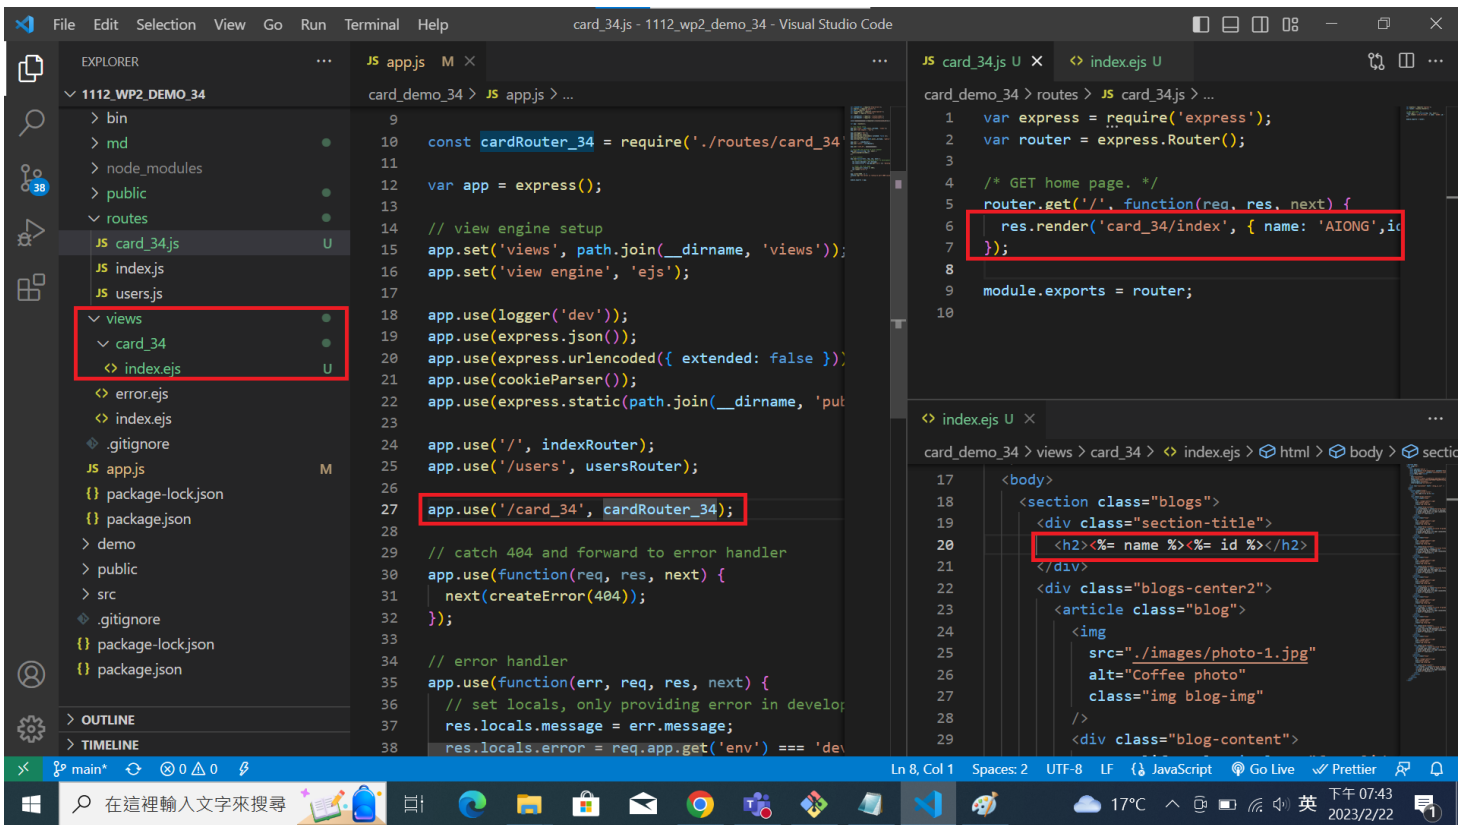 File Edit Selection View Go Run Terminal Help
card_34.js - 1112_wp2_demo_34 - Visual Studio Code
EXPLORER
1112_WP2_DEMO_34
bin
md
node_modules
public
routes
JS card_34.js U
JS index.js
JS users.js
views
card_34
<> index.ejs U
<> error.ejs
<> index.ejs
.gitignore
JS app.js M
{} package-lock.json
{} package.json
demo
public
src
.gitignore
{} package-lock.json
{} package.json
OUTLINE
TIMELINE
38
JS app.js M
card_demo_34 > JS app.js > ...
9
10 const cardRouter_34 = require('./routes/card_34
11
12 var app = express();
13
14 // view engine setup
15 app.set('views', path.join(__dirname, 'views'));
16 app.set('view engine', 'ejs');
17
18 app.use(logger('dev'));
19 app.use(express.json());
20 app.use(express.urlencoded({ extended: false }))
21 app.use(cookieParser());
22 app.use(express.static(path.join(__dirname, 'pub
23
24 app.use('/', indexRouter);
25 app.use('/users', usersRouter);
26
27 app.use('/card_34', cardRouter_34);
28
29 // catch 404 and forward to error handler
30 app.use(function(req, res, next) {
31 next(createError(404));
32 });
33
34 // error handler
35 app.use(function(err, req, res, next) {
36 // set locals, only providing error in develop
37 res.locals.message = err.message;
38 res.locals.error = req.app.get('env') === 'dev
JS card_34.js U
<> index.ejs U
card_demo_34 > routes > JS card_34.js > ...
1 var express = require('express');
2 var router = express.Router();
3
4 /* GET home page. */
5 router.get('/', function(req, res, next) {
6 res.render('card_34/index', { name: 'AIONG',id
7 });
8
9 module.exports = router;
10
<> index.ejs U
card_demo_34 > views > card_34 > <> index.ejs > html > body > sectio
17 <body>
18 <section class="blogs">
19 <div class="section-title">
20 <h2><%= name %><%= id %></h2>
21 </div>
22 <div class="blogs-center2">
23 <article class="blog">
24 <img
25 src="./images/photo-1.jpg"
26 alt="Coffee photo"
27 class="img blog-img"
28 />
29 <div class="blog-content">
main* 0 0
Ln 8, Col 1 Spaces: 2 UTF-8 LF JavaScript Go Live Prettier
在這裡輸入文字來搜尋
17°C 英 下午 07:43
2023/2/22
1